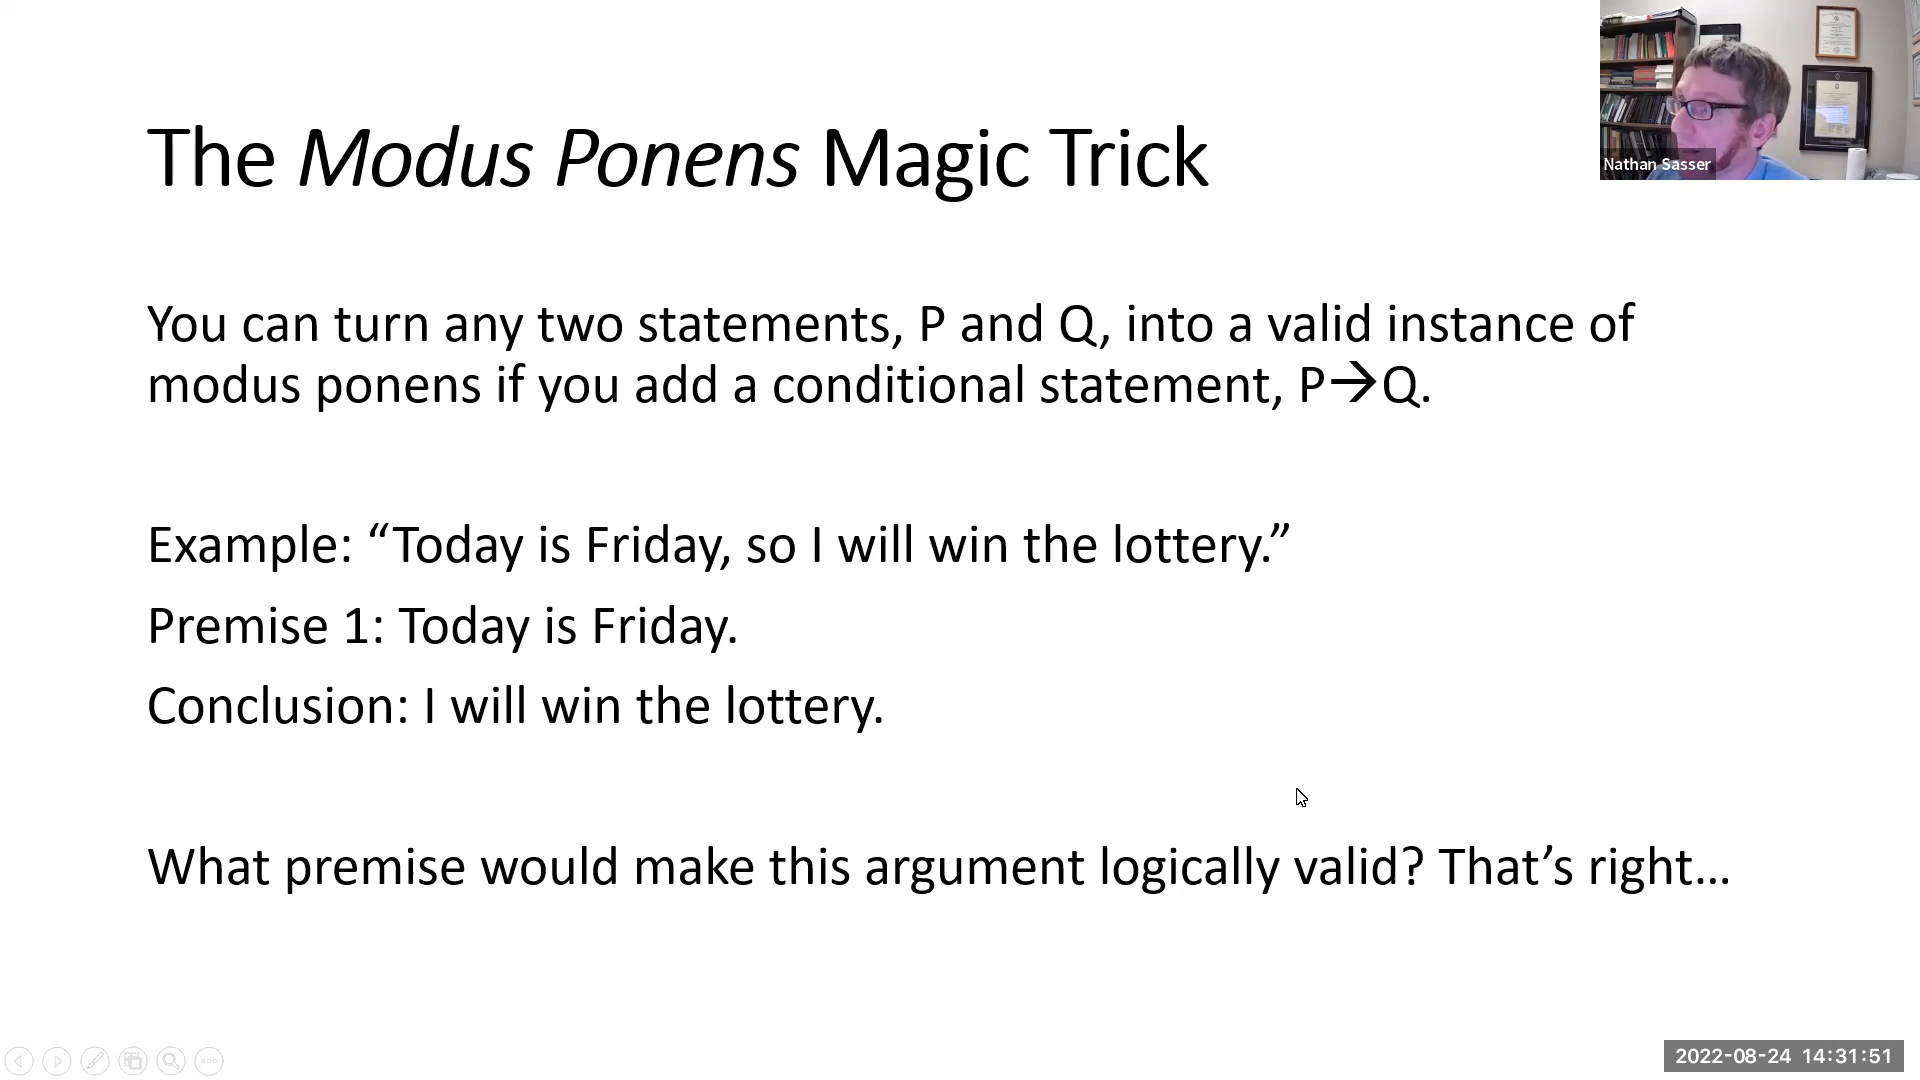 The Modus Ponens Magic Trick
Nathan Sasser
You can turn any two statements, P and Q, into a valid instance of
modus ponens if you add a conditional statement, P→Q.
Example: “Today is Friday, so I will win the lottery.”
Premise 1: Today is Friday.
Conclusion: I will win the lottery.
What premise would make this argument logically valid? That’s right…
2022-08-24 14:31:51